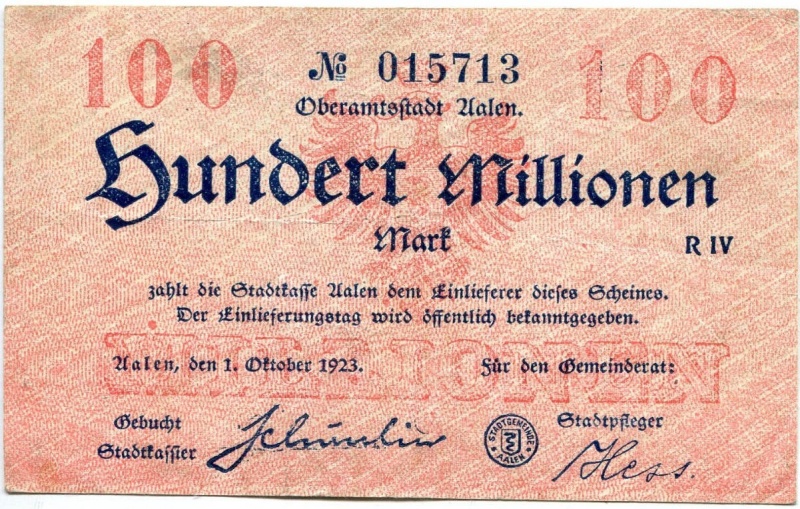 100 № 015713 100
Oberamtsstadt Aalen.
Hundert Millionen
Mark R IV
zahlt die Stadtkasse Aalen dem Einlieferer dieses Scheines.
Der Einlieferungstag wird öffentlich bekanntgegeben.
MILLIONEN
Aalen, den 1. Oktober 1923. Für den Gemeinderat:
Gebucht
Stadtkassier
STADTGEMEINDE
AALEN
Stadtpfleger
Hess.